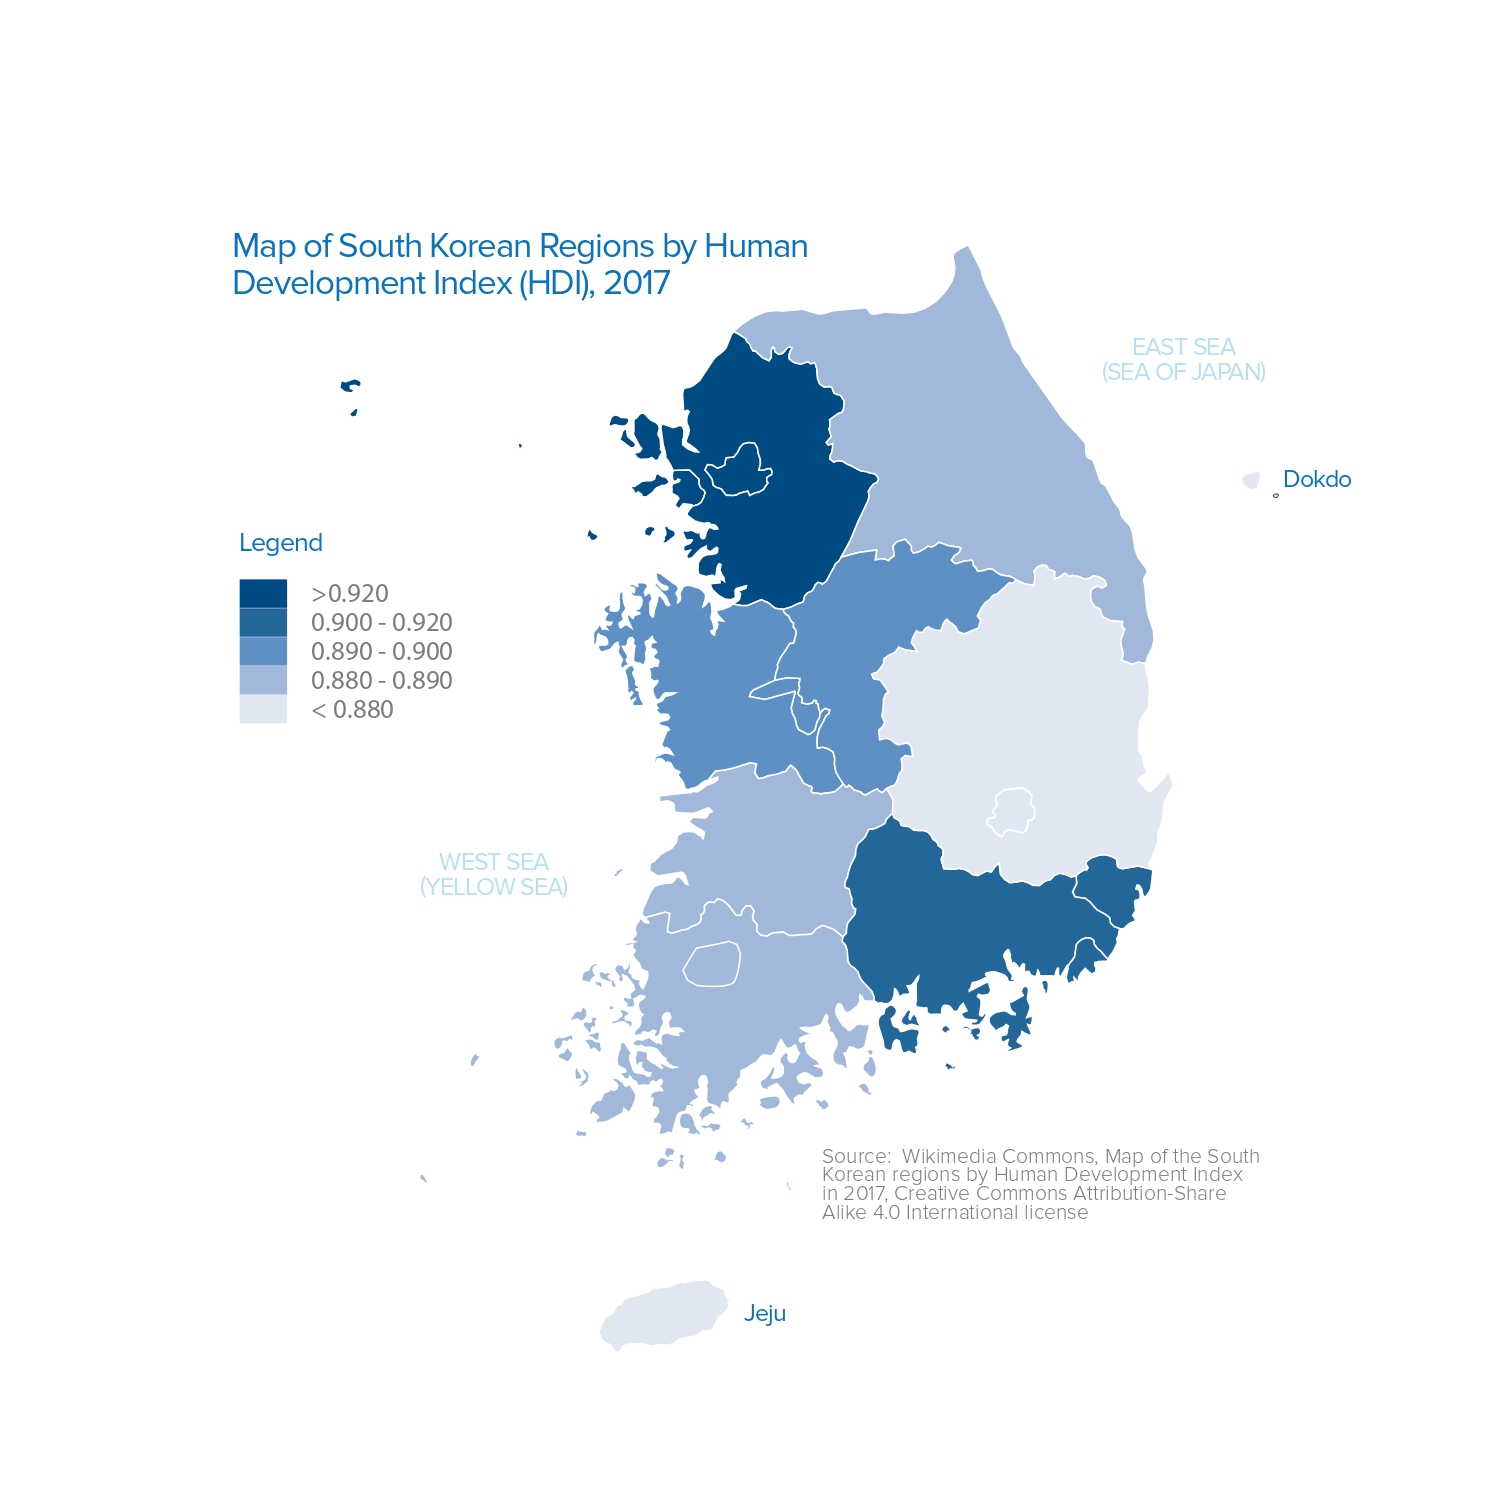 Map of South Korean Regions by Human
Development Index (HDI), 2017
EAST SEA
(SEA OF JAPAN)
Dokdo
Legend
>0.920
0.900 - 0.920
0.890 - 0.900
0.880 - 0.890
< 0.880
WEST SEA
(YELLOW SEA)
Source:  Wikimedia Commons, Map of the South
Korean regions by Human Development Index
in 2017, Creative Commons Attribution-Share
Alike 4.0 International license
Jeju